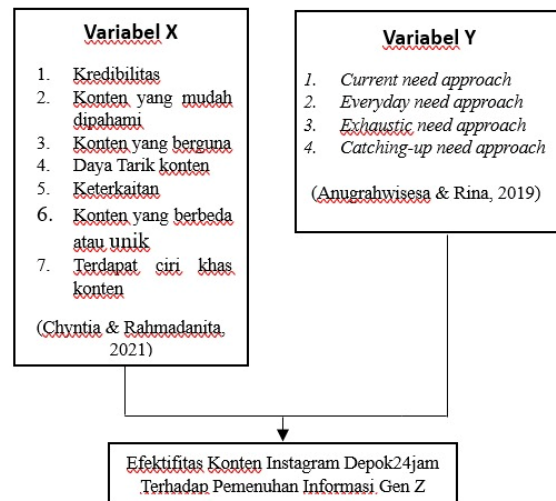 Variabel X
1. Kredibilitas
2. Konten yang mudah
dipahami
3. Konten yang berguna
4. Daya Tarik konten
5. Keterkaitan
6. Konten yang berbeda
atau unik
7. Terdapat ciri khas
konten
(Chyntia & Rahmadanita,
2021)
Variabel Y
1. Current need approach
2. Everyday need approach
3. Exhaustic need approach
4. Catching-up need approach
(Anugrahwisesa & Rina, 2019)
Efektifitas Konten Instagram Depok24jam
Terhadap Pemenuhan Informasi Gen Z